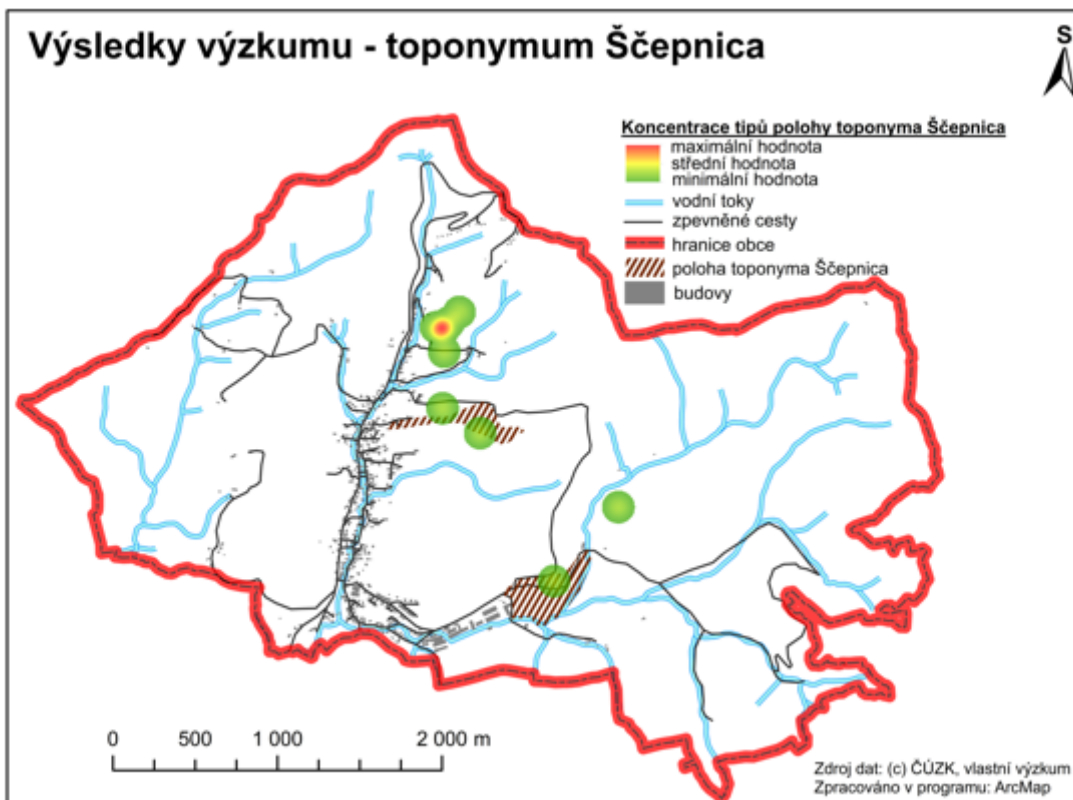 Výsledky výzkumu - toponymum Ščepnica
S
Koncentrace tipů polohy toponyma Ščepnica
maximální hodnota
střední hodnota
minimální hodnota
vodní toky
zpevněné cesty
hranice obce
poloha toponyma Ščepnica
budovy
0 500 1 000 2 000 m
Zdroj dat: (c) ČÚZK, vlastní výzkum
Zpracováno v programu: ArcMap